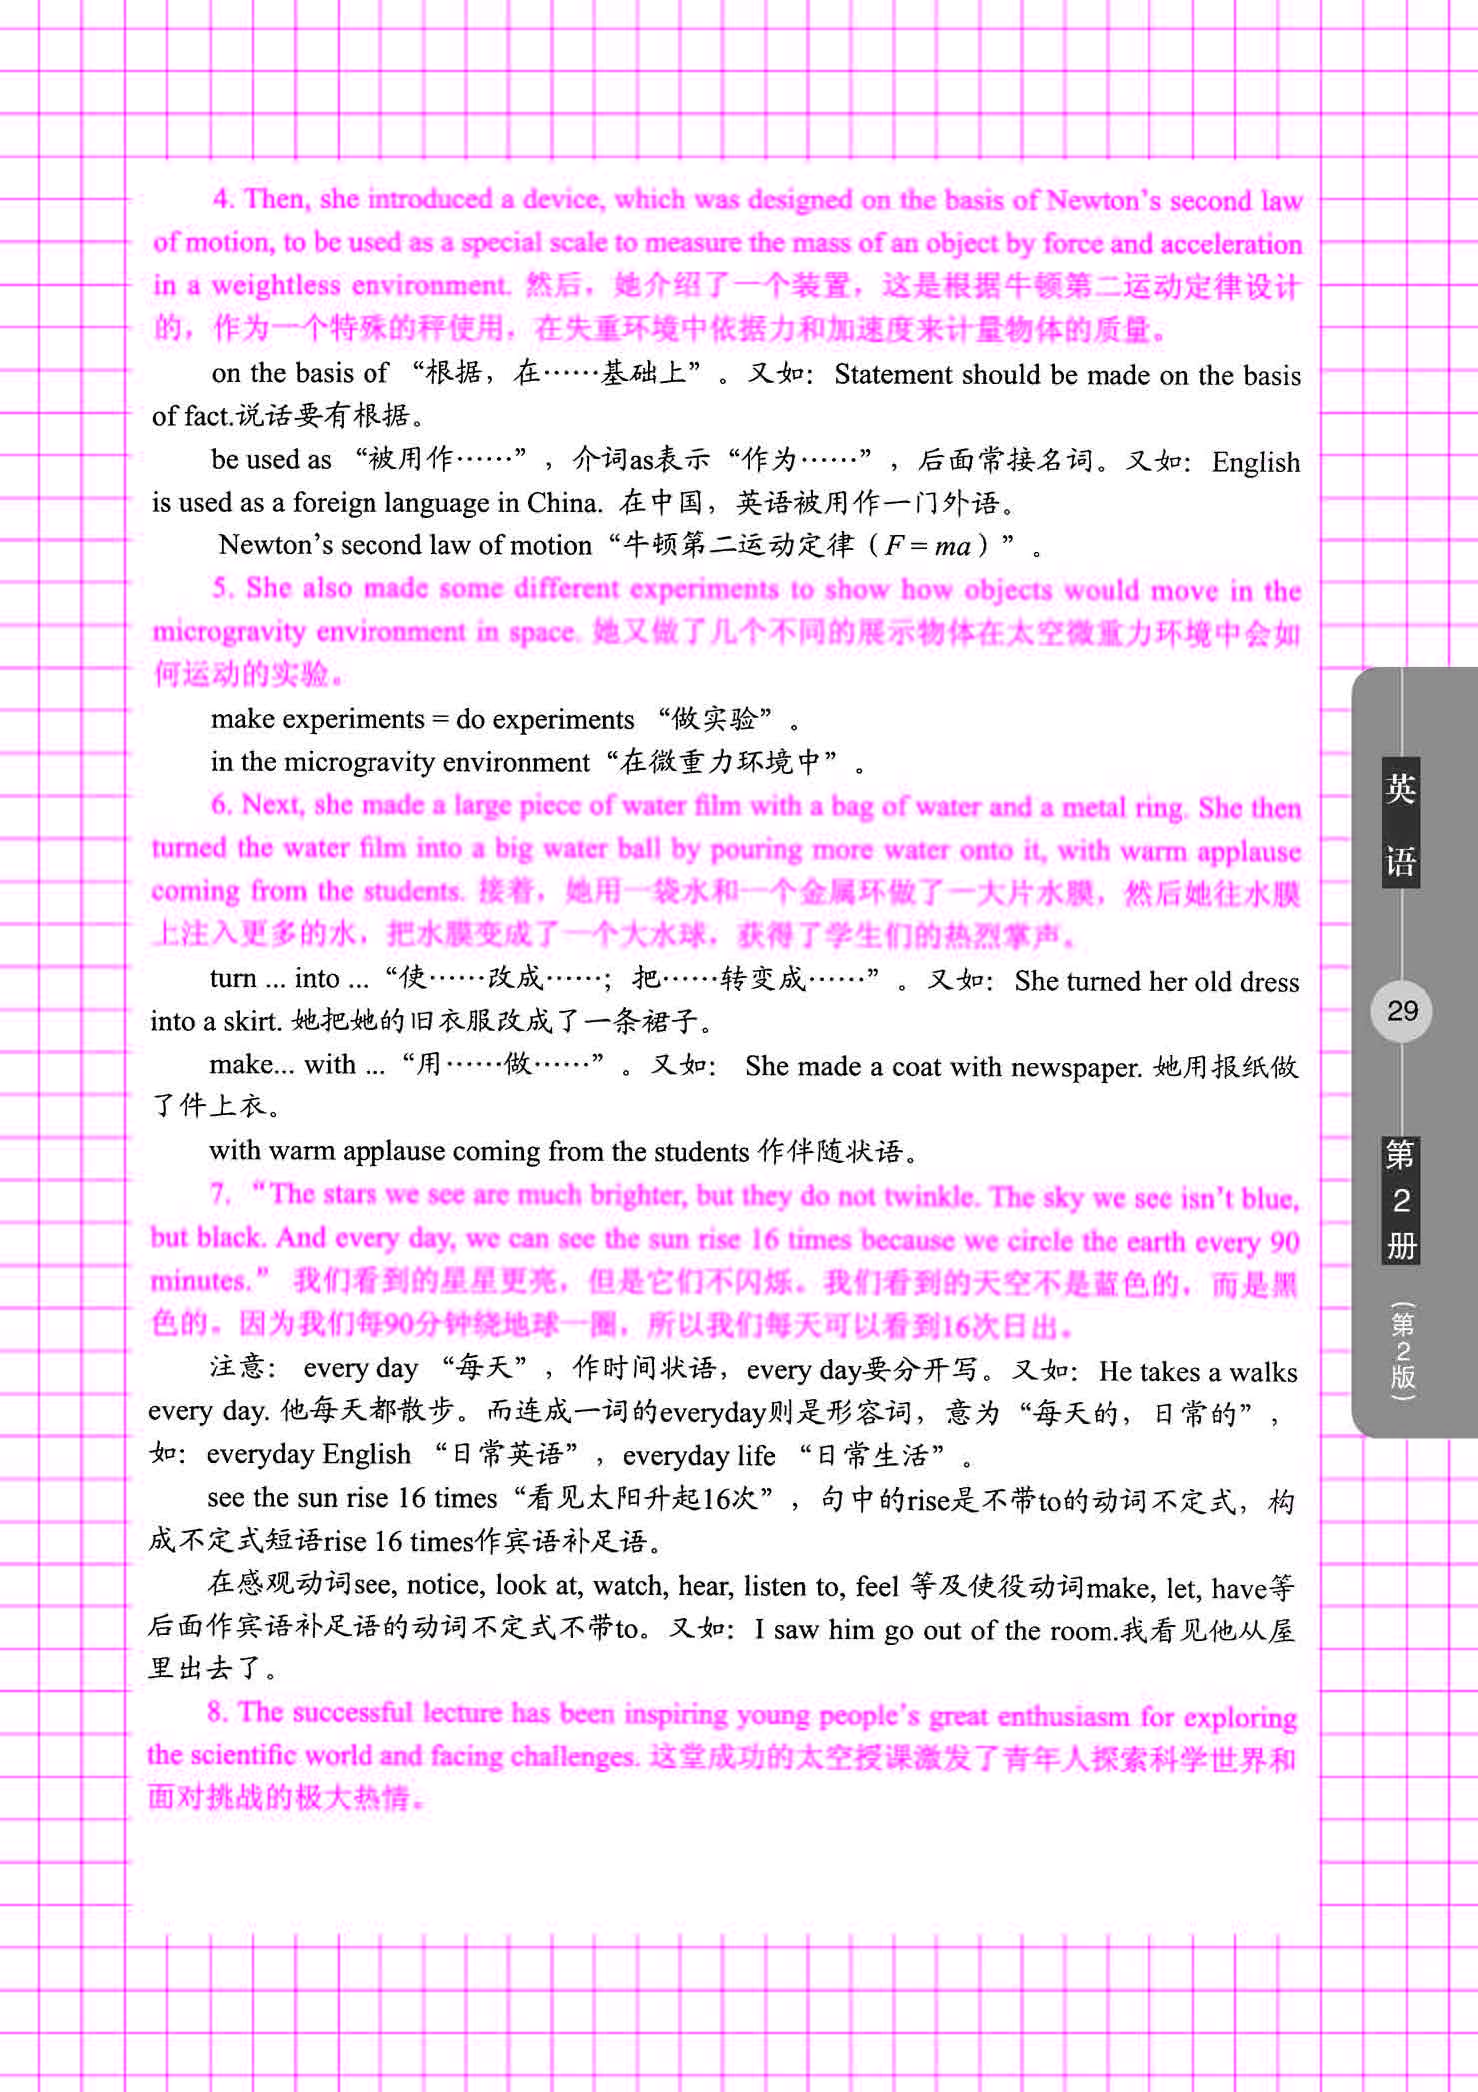 4. Then, she introduced a device, which was designed on the basis of Newton's second law
of motion, to be used as a special scale to measure the mass of an object by force and acceleration
in a weightless environment. 然后，她介绍了一个装置，这是根据牛顿第二运动定律设计
的，作为一个特殊的秤使用，在失重环境中依据力和加速度来计量物体的质量。
on the basis of “根据，在……基础上”。又如：Statement should be made on the basis
of fact.说话要有根据。
be used as “被用作……”，介词as表示“作为……”，后面常接名词。又如：English
is used as a foreign language in China. 在中国，英语被用作一门外语。
Newton's second law of motion “牛顿第二运动定律（F = ma）”。
5. She also made some different experiments to show how objects would move in the
microgravity environment in space. 她又做了几个不同的展示物体在太空微重力环境中会如
何运动的实验。
make experiments = do experiments “做实验”。
in the microgravity environment “在微重力环境中”。
6. Next, she made a large piece of water film with a bag of water and a metal ring. She then
turned the water film into a big water ball by pouring more water onto it, with warm applause
coming from the students. 接着，她用一袋水和一个金属环做了一大片水膜，然后她往水膜
上注入更多的水，把水膜变成了一个大水球，获得了学生们的热烈掌声。
turn ... into ... “使……改成……；把……转变成……”。又如：She turned her old dress
into a skirt. 她把她的旧衣服改成了一条裙子。
make... with ... “用……做……”。又如： She made a coat with newspaper. 她用报纸做
了件上衣。
with warm applause coming from the students 作伴随状语。
7. “The stars we see are much brighter, but they do not twinkle. The sky we see isn't blue,
but black. And every day, we can see the sun rise 16 times because we circle the earth every 90
minutes.” 我们看到的星星更亮，但是它们不闪烁。我们看到的天空不是蓝色的，而是黑
色的。因为我们每90分钟绕地球一圈，所以我们每天可以看到16次日出。
注意： every day “每天”，作时间状语，every day要分开写。又如：He takes a walks
every day. 他每天都散步。而连成一词的everyday则是形容词，意为“每天的，日常的”，
如：everyday English “日常英语”，everyday life “日常生活”。
see the sun rise 16 times “看见太阳升起16次”，句中的rise是不带to的动词不定式，构
成不定式短语rise 16 times作宾语补足语。
在感观动词see, notice, look at, watch, hear, listen to, feel 等及使役动词make, let, have等
后面作宾语补足语的动词不定式不带to。又如：I saw him go out of the room.我看见他从屋
里出去了。
8. The successful lecture has been inspiring young people's great enthusiasm for exploring
the scientific world and facing challenges. 这堂成功的太空授课激发了青年人探索科学世界和
面对挑战的极大热情。
英语
29
第2册
（第2版）